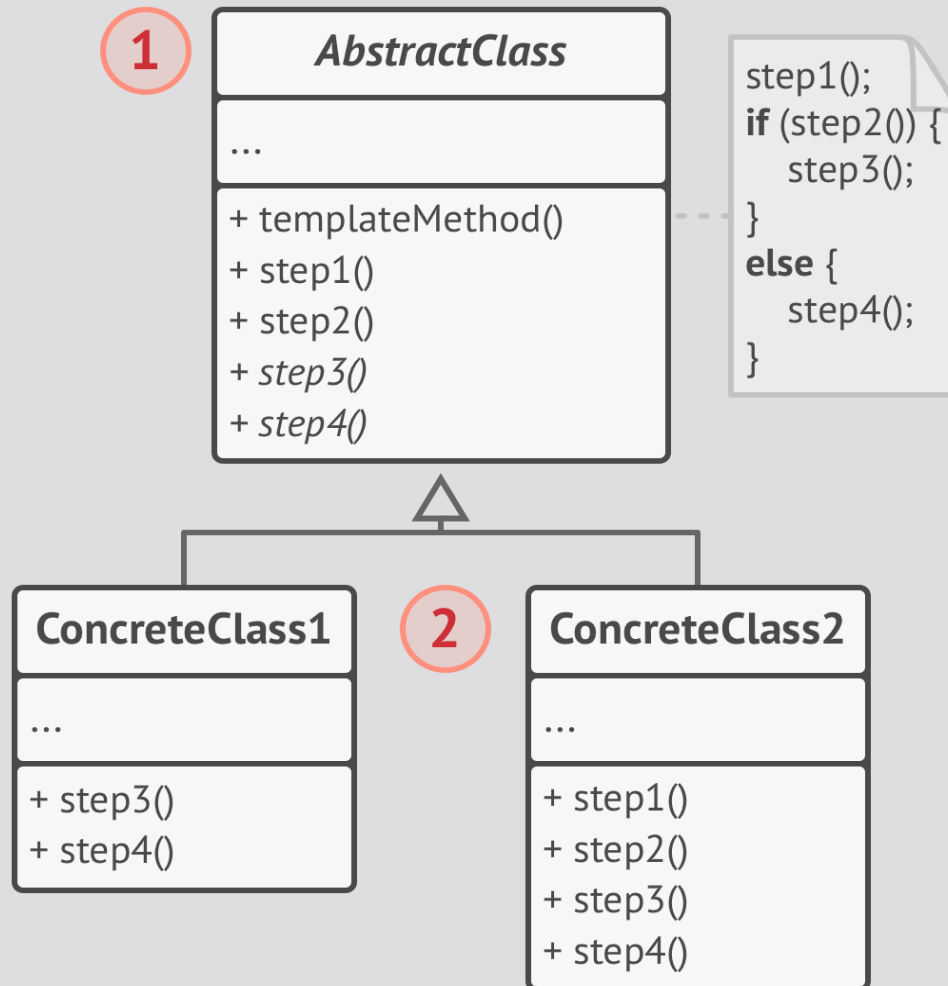 1
AbstractClass
...
+ templateMethod()
+ step1()
+ step2()
+ step3()
+ step4()
step1();
if (step2()) {
step3();
}
else {
step4();
}
ConcreteClass1
...
+ step3()
+ step4()
2
ConcreteClass2
...
+ step1()
+ step2()
+ step3()
+ step4()